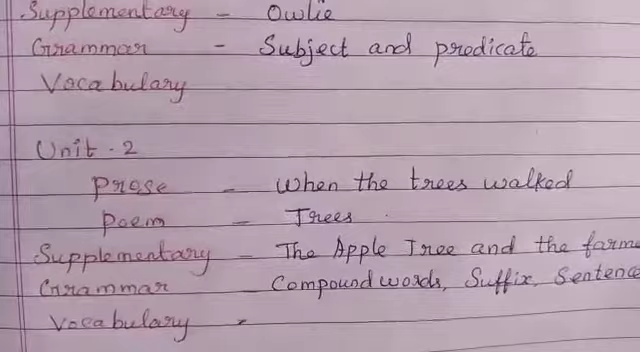 Supplementary - Owlie
Grammar - Subject and predicate
Vocabulary
Unit - 2
Prose - When the trees walked
Poem - Trees
Supplementary - The Apple Tree and the farme
Grammar - Compound words, Suffix, Sentence
Vocabulary -